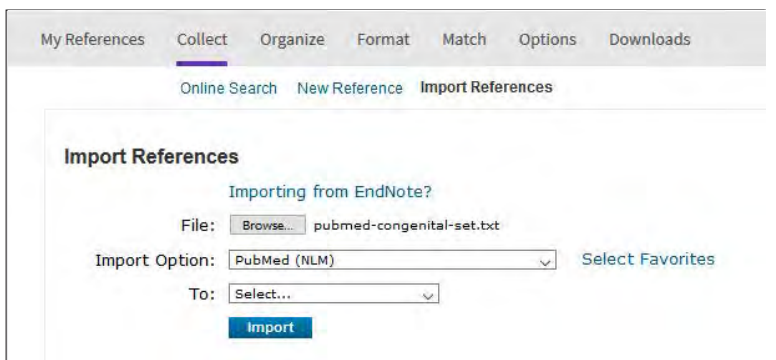 My References Collect Organize Format Match Options Downloads
Online Search New Reference Import References
Import References
Importing from EndNote?
File: Browse... pubmed-congenital-set.txt
Import Option: PubMed (NLM) Select Favorites
To: Select...
Import